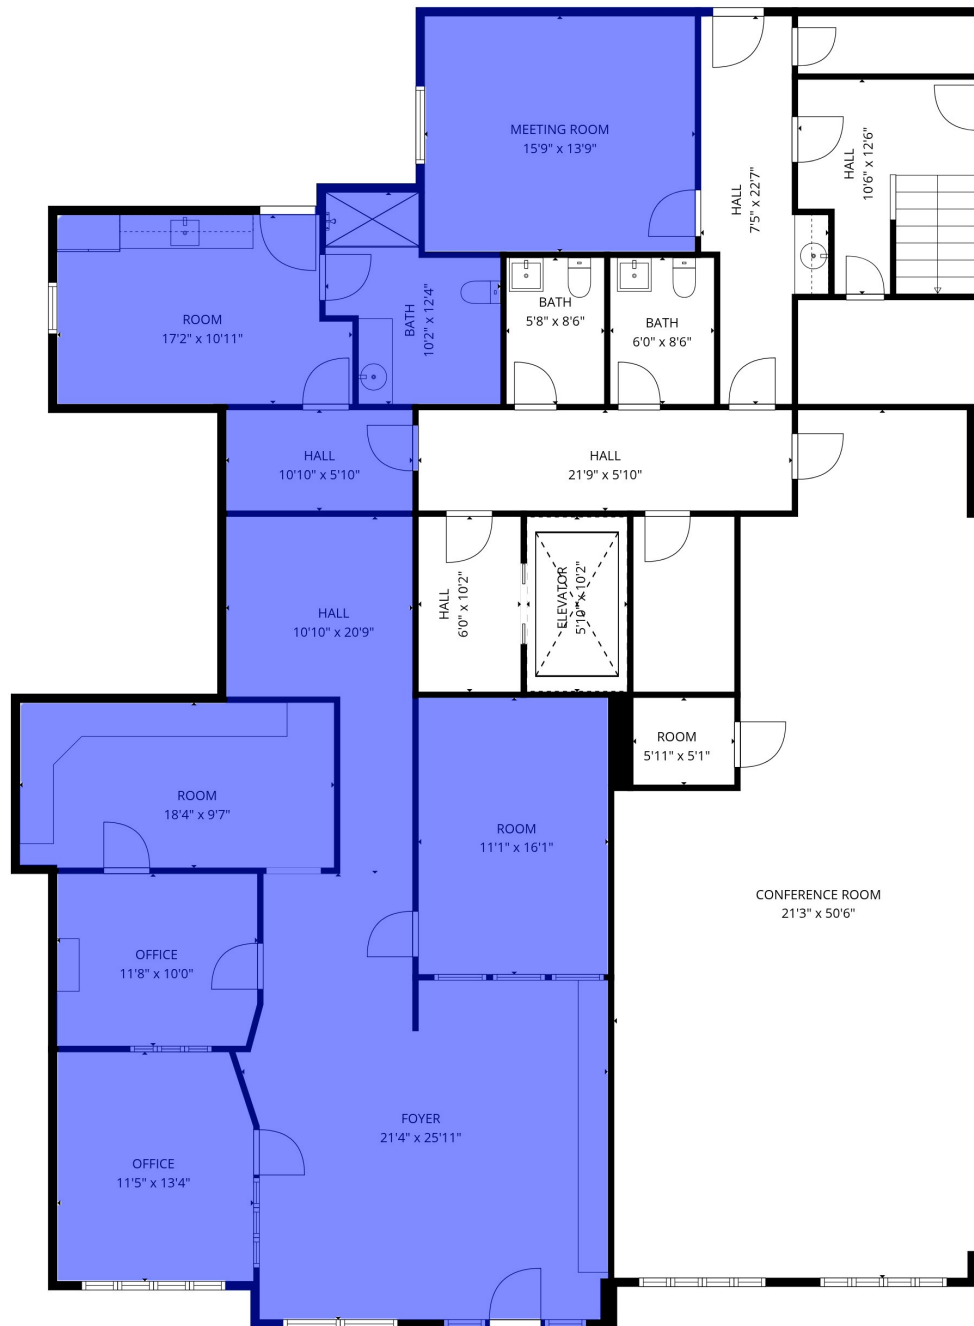 MEETING ROOM
15'9" x 13'9"
HALL
7'5" x 22'7"
HALL
10'6" x 12'6"
ROOM
17'2" x 10'11"
BATH
10'2" x 12'4"
BATH
5'8" x 8'6"
BATH
6'0" x 8'6"
HALL
10'10" x 5'10"
HALL
21'9" x 5'10"
HALL
10'10" x 20'9"
HALL
6'0" x 10'2"
ELEVATOR
5'10" x 10'2"
ROOM
5'11" x 5'1"
ROOM
18'4" x 9'7"
ROOM
11'1" x 16'1"
CONFERENCE ROOM
21'3" x 50'6"
OFFICE
11'8" x 10'0"
FOYER
21'4" x 25'11"
OFFICE
11'5" x 13'4"